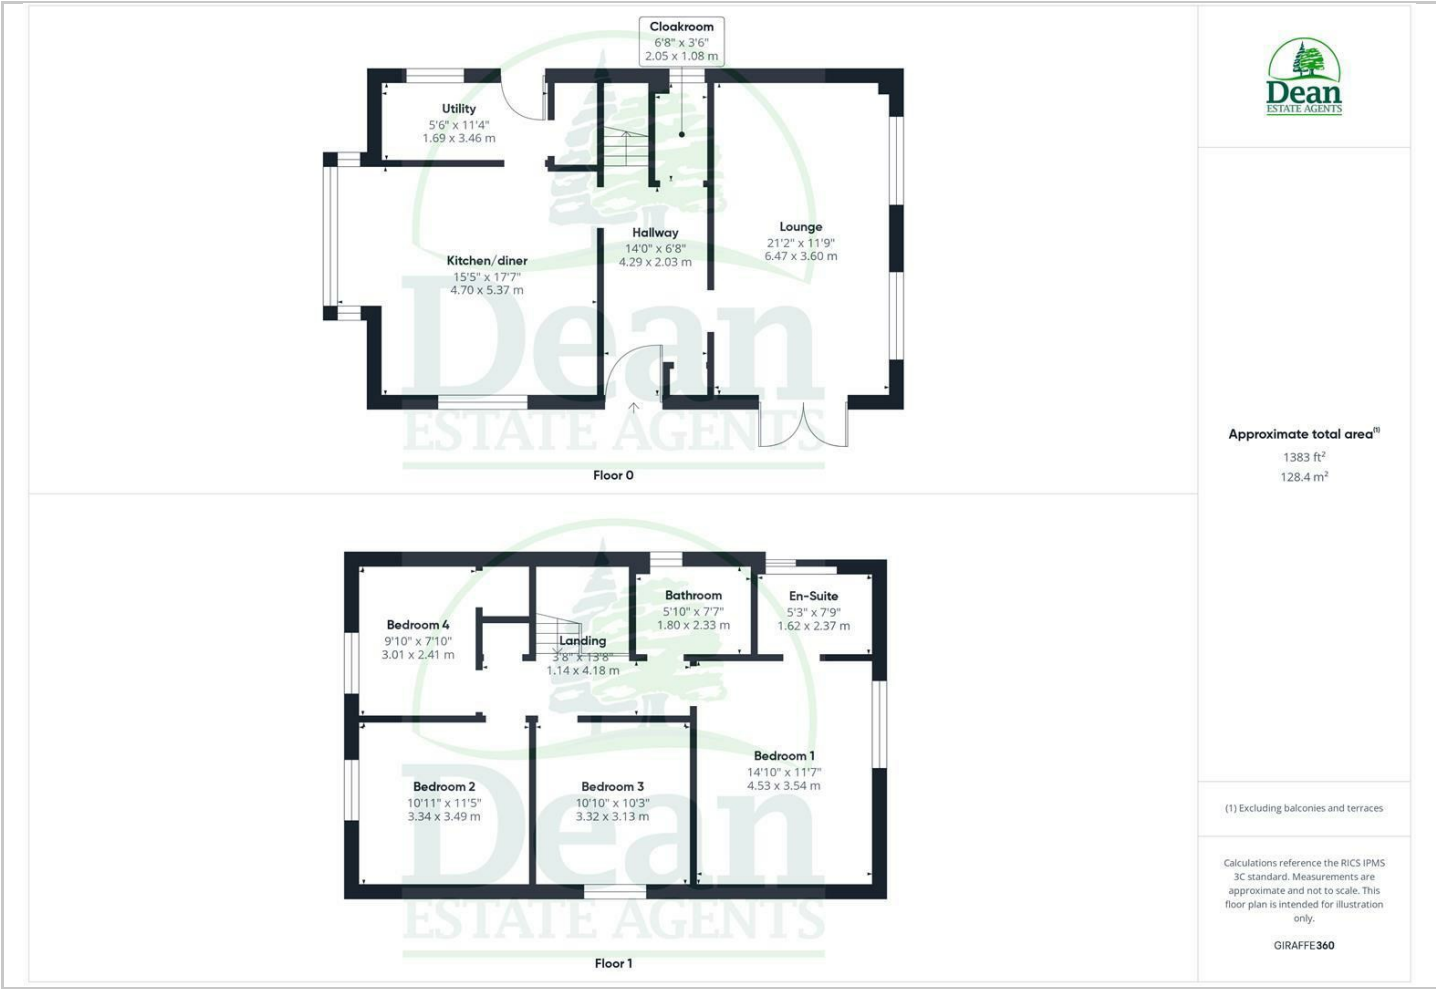 Cloakroom
6'8" x 3'6"
2.05 x 1.08 m
Utility
5'6" x 11'4"
1.69 x 3.46 m
Kitchen/diner
15'5" x 17'7"
4.70 x 5.37 m
Hallway
14'0" x 6'8"
4.29 x 2.03 m
Lounge
21'2" x 11'9"
6.47 x 3.60 m
Dean
ESTATE AGENTS
Floor 0
Bedroom 4
9'10" x 7'10"
3.01 x 2.41 m
Landing
3'8" x 13'8"
1.14 x 4.18 m
Bathroom
5'10" x 7'7"
1.80 x 2.33 m
En-Suite
5'3" x 7'9"
1.62 x 2.37 m
Bedroom 2
10'11" x 11'5"
3.34 x 3.49 m
Bedroom 3
10'10" x 10'3"
3.32 x 3.13 m
Bedroom 1
14'10" x 11'7"
4.53 x 3.54 m
Dean
ESTATE AGENTS
Floor 1
Dean
ESTATE AGENTS
Approximate total area⁽¹⁾
1383 ft²
128.4 m²
(1) Excluding balconies and terraces
Calculations reference the RICS IPMS
3C standard. Measurements are
approximate and not to scale. This
floor plan is intended for illustration
only.
GIRAFFE360